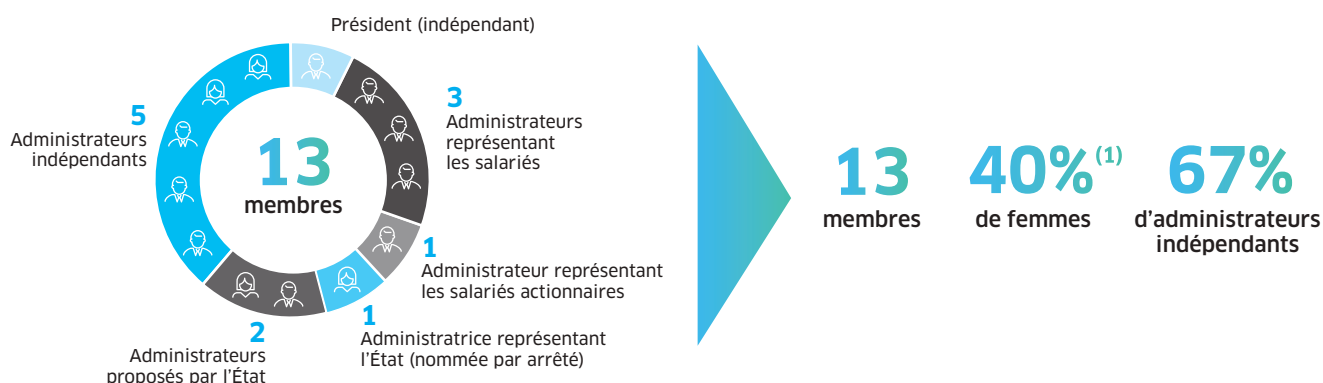 Président (indépendant)
5
Administrateurs
indépendants
3
Administrateurs
représentant
les salariés
13
membres
1
Administrateur représentant
les salariés actionnaires
1
Administratrice représentant
l'État (nommée par arrêté)
2
Administrateurs
proposés par l'État
13
membres
40% (1)
de femmes
67%
d'administrateurs
indépendants